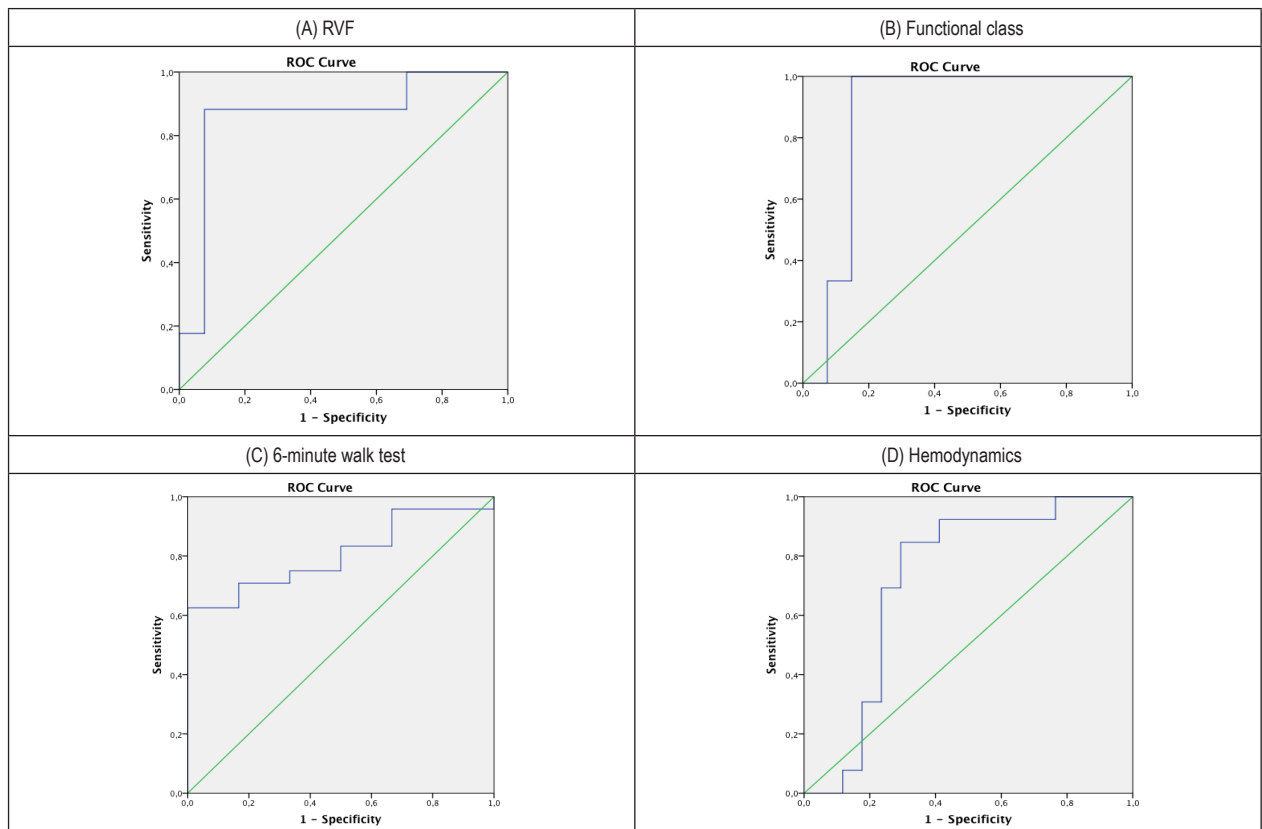 (A) RVF
(B) Functional class
ROC Curve
1,0
0,8
0,6
0,4
0,2
0,0
Sensitivity
0,0 0,2 0,4 0,6 0,8 1,0
1 – Specificity
ROC Curve
1,0
0,8
0,6
0,4
0,2
0,0
Sensitivity
0,0 0,2 0,4 0,6 0,8 1,0
1 – Specificity
(C) 6-minute walk test
(D) Hemodynamics
ROC Curve
1,0
0,8
0,6
0,4
0,2
0,0
Sensitivity
0,0 0,2 0,4 0,6 0,8 1,0
1 – Specificity
ROC Curve
1,0
0,8
0,6
0,4
0,2
0,0
Sensitivity
0,0 0,2 0,4 0,6 0,8 1,0
1 – Specificity